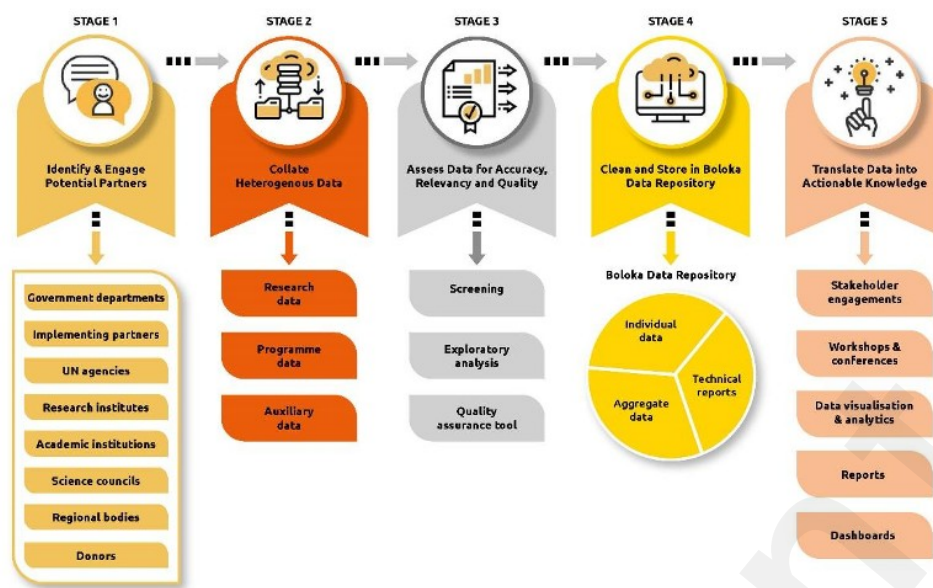 STAGE 1
Identify & Engage
Potential Partners
Government departments
Implementing partners
UN agencies
Research institutes
Academic institutions
Science councils
Regional bodies
Donors
STAGE 2
Collate
Heterogenous Data
Research
data
Programme
data
Auxiliary
data
STAGE 3
Assess Data for Accuracy,
Relevancy and Quality
Screening
Exploratory
analysis
Quality
assurance tool
STAGE 4
Clean and Store in Boloka
Data Repository
Boloka Data Repository
Individual
data
Technical
reports
Aggregate
data
STAGE 5
Translate Data into
Actionable Knowledge
Stakeholder
engagements
Workshops &
conferences
Data visualisation
& analytics
Reports
Dashboards